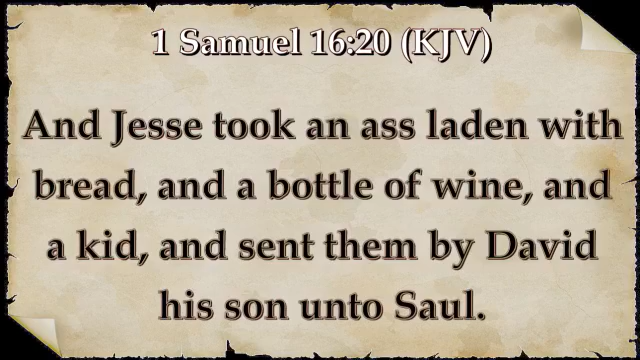 1 Samuel 16:20 (KJV)
And Jesse took an ass laden with
bread, and a bottle of wine, and
a kid, and sent them by David
his son unto Saul.